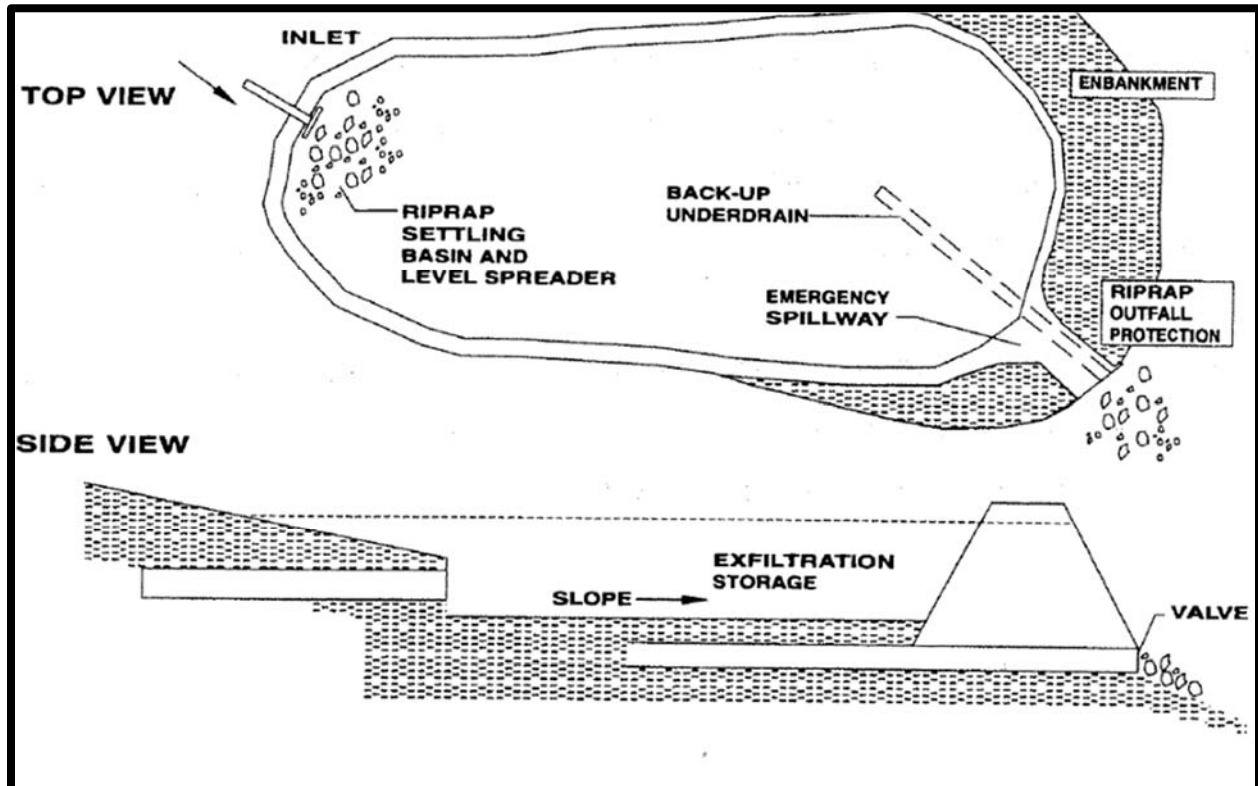 INLET
TOP VIEW
ENBANKMENT
BACK-UP
UNDERDRAIN
RIPRAP
SETTLING
BASIN AND
LEVEL SPREADER
EMERGENCY
SPILLWAY
RIPRAP
OUTFALL
PROTECTION
SIDE VIEW
EXFILTRATION
STORAGE
SLOPE
VALVE